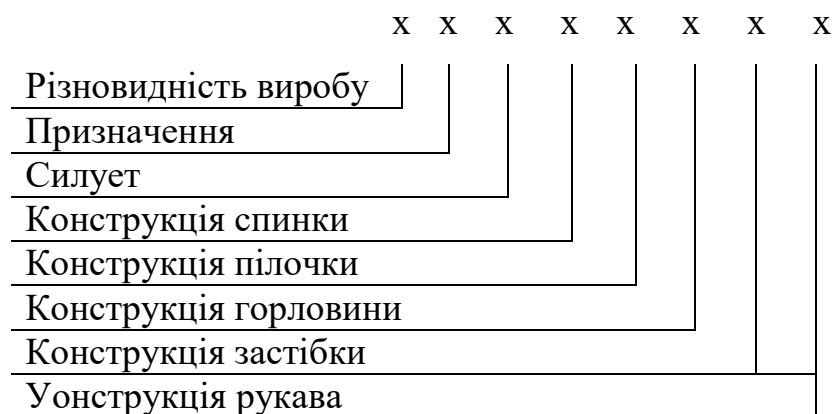 х х х х х х х х
Різновидність виробу
Призначення
Силует
Конструкція спинки
Конструкція пілочки
Конструкція горловини
Конструкція застібки
Уонструкція рукава